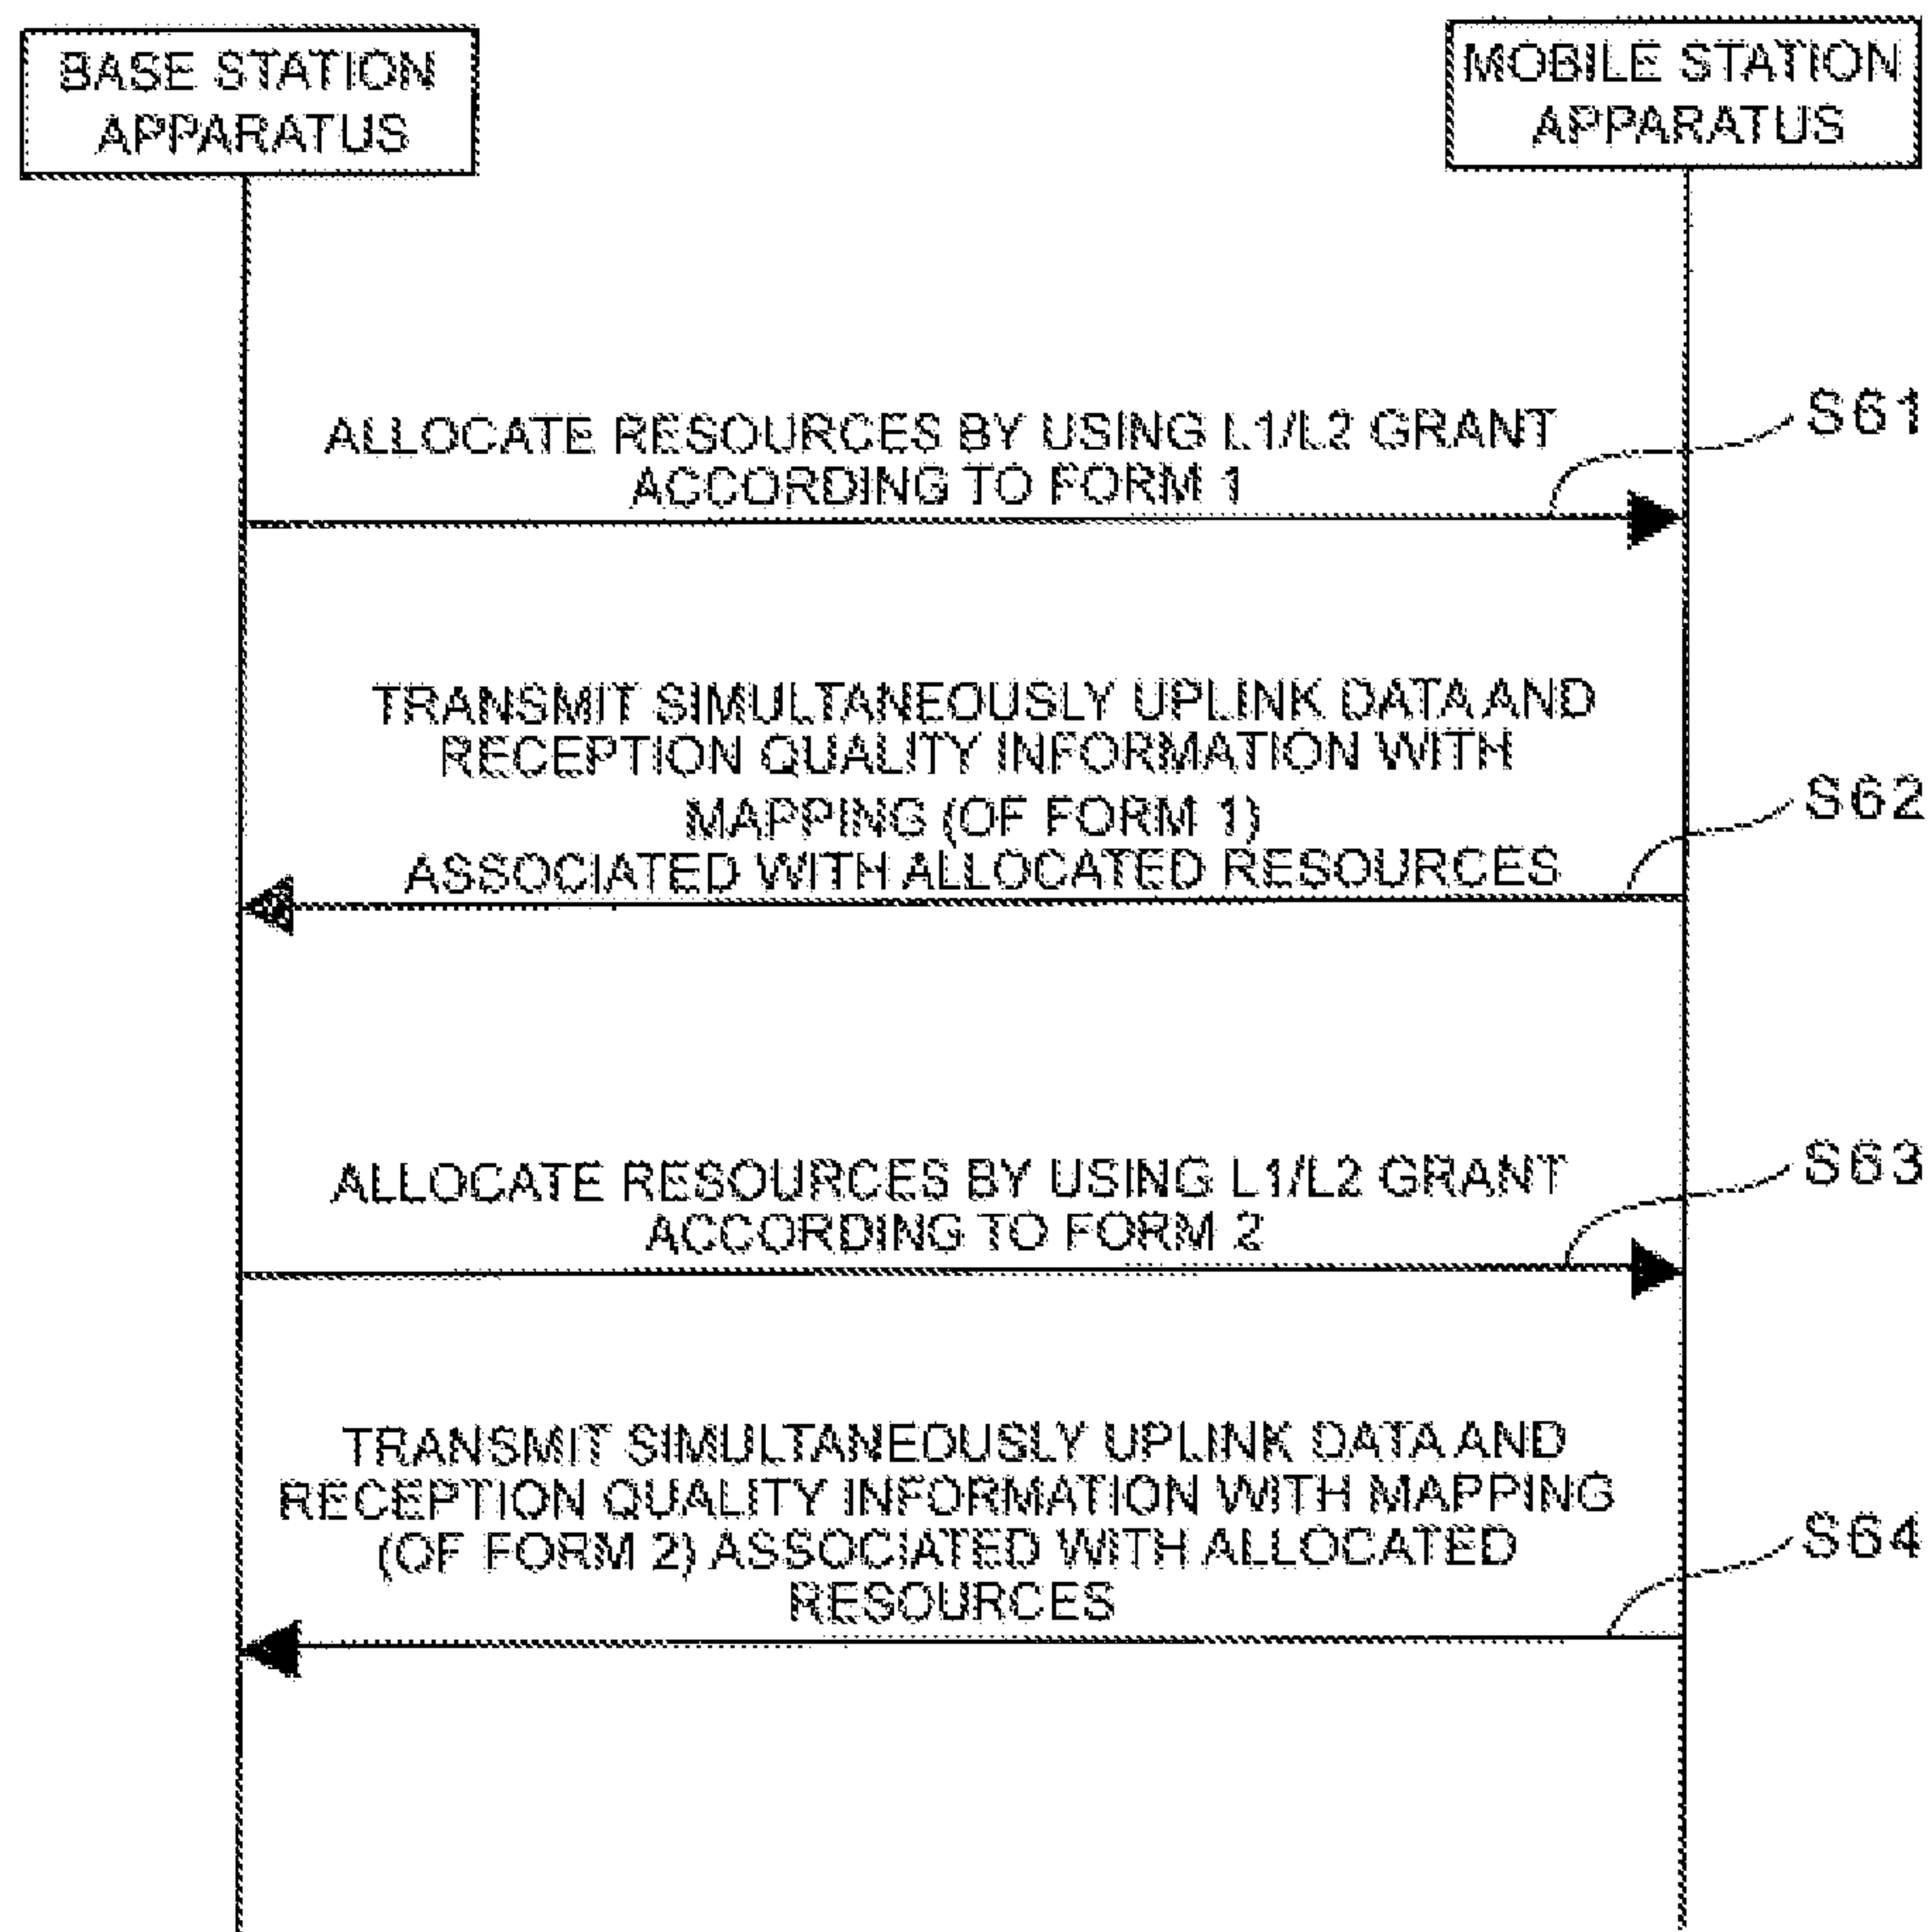 BASE STATION
APPARATUS
MOBILE STATION
APPARATUS
ALLOCATE RESOURCES BY USING L1/L2 GRANT
ACCORDING TO FORM 1
S61
TRANSMIT SIMULTANEOUSLY UPLINK DATA AND
RECEPTION QUALITY INFORMATION WITH
MAPPING (OF FORM 1)
ASSOCIATED WITH ALLOCATED RESOURCES
S62
ALLOCATE RESOURCES BY USING L1/L2 GRANT
ACCORDING TO FORM 2
S63
TRANSMIT SIMULTANEOUSLY UPLINK DATA AND
RECEPTION QUALITY INFORMATION WITH MAPPING
(OF FORM 2) ASSOCIATED WITH ALLOCATED
RESOURCES
S64